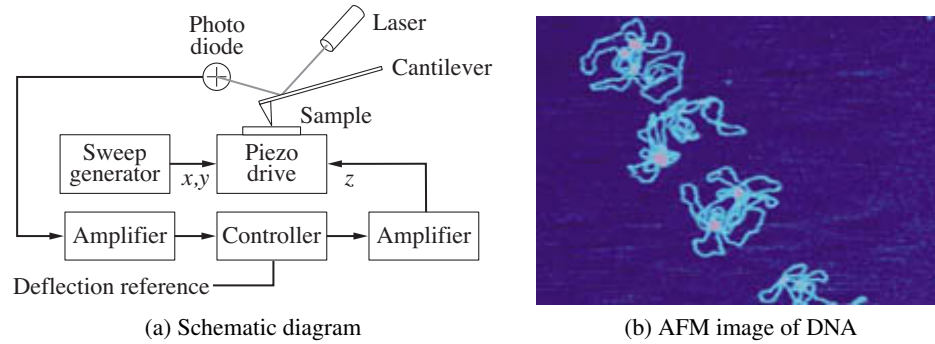 Photo
diode
Laser
Cantilever
Sample
Sweep
generator
x,y
Piezo
drive
z
Amplifier
Controller
Amplifier
Deflection reference
(a) Schematic diagram
(b) AFM image of DNA